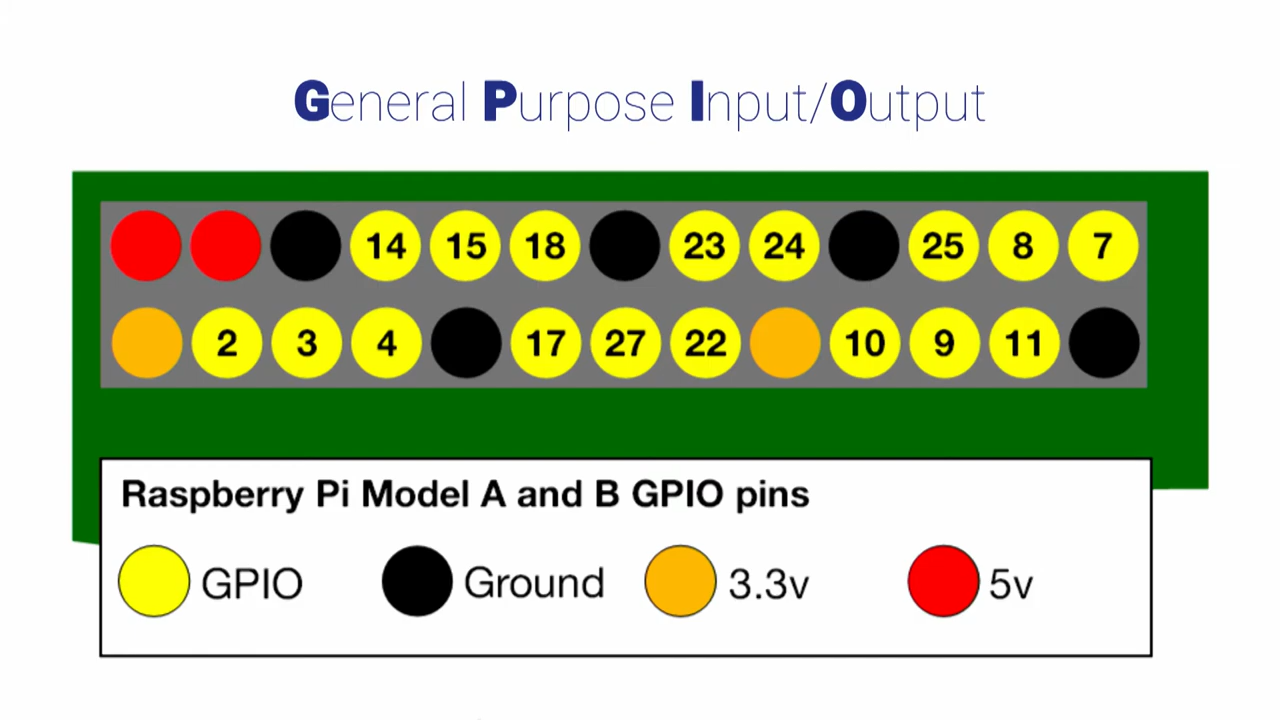 General Purpose Input/Output
14 15 18 23 24 25 8 7
2 3 4 17 27 22 10 9 11
Raspberry Pi Model A and B GPIO pins
GPIO Ground 3.3v 5v